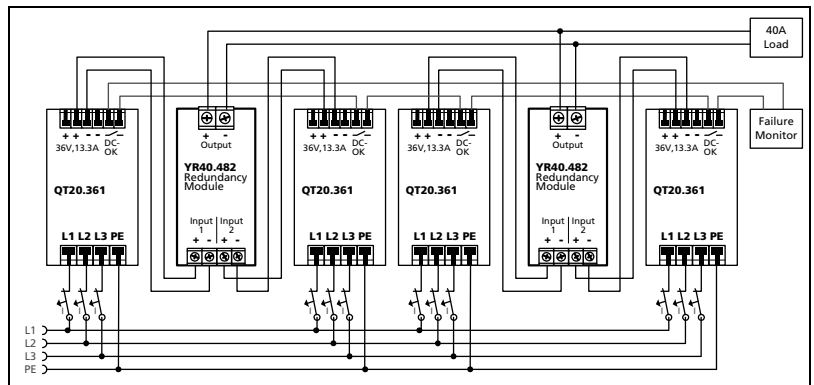 40A
Load
Failure
Monitor
+ + - -
36V,13.3A
DC-
OK
QT20.361
L1 L2 L3 PE
+ -
Output
YR40.482
Redundancy
Module
Input
1
Input
2
+ - + -
+ + - -
36V,13.3A
DC-
OK
QT20.361
L1 L2 L3 PE
+ + - -
36V,13.3A
DC-
OK
QT20.361
L1 L2 L3 PE
+ -
Output
YR40.482
Redundancy
Module
Input
1
Input
2
+ - + -
+ + - -
36V,13.3A
DC-
OK
QT20.361
L1 L2 L3 PE
I I I
I I I
I I I
I I I
L1
L2
L3
PE